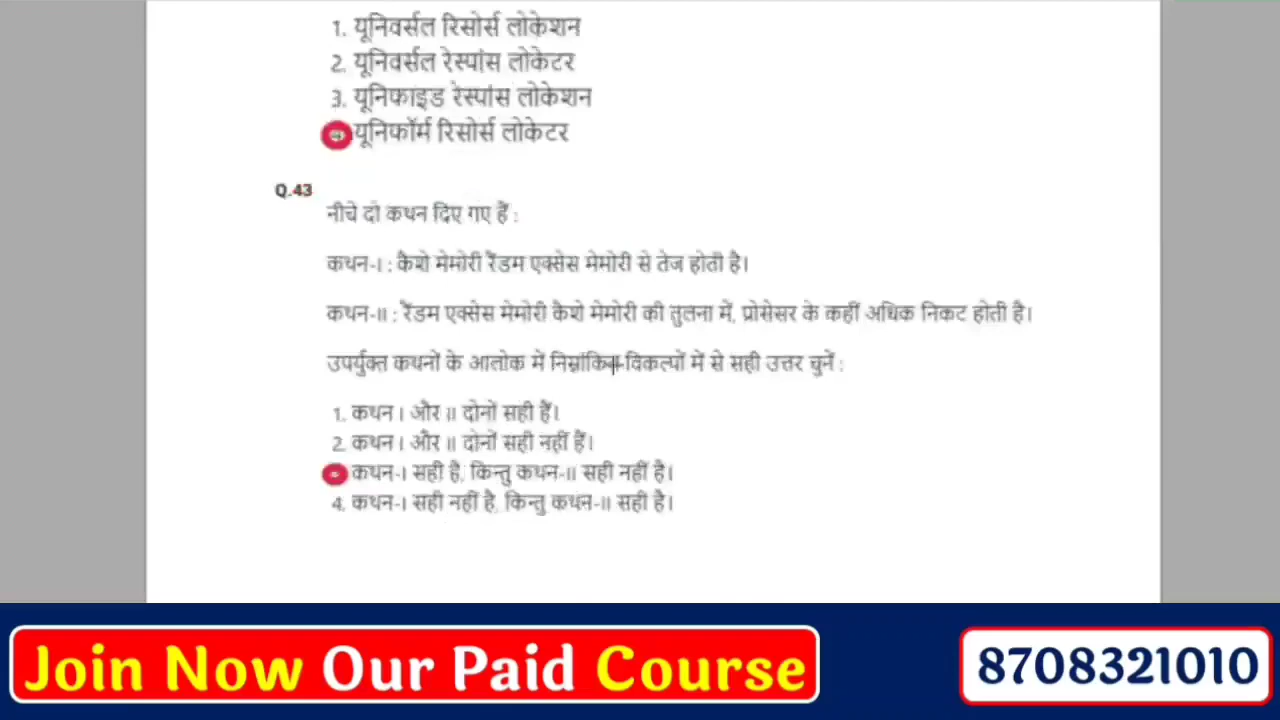 1. यूनिवर्सल रिसोर्स लोकेशन
2. यूनिवर्सल रेस्पांस लोकेटर
3. यूनिफाइड रेस्पांस लोकेशन
यूनिफॉर्म रिसोर्स लोकेटर
Q.43
नीचे दो कथन दिए गए हैं :
कथन-I : कैशे मेमोरी रैंडम एक्सेस मेमोरी से तेज होती है।
कथन-II : रैंडम एक्सेस मेमोरी कैशे मेमोरी की तुलना में, प्रोसेसर के कहीं अधिक निकट होती है।
उपर्युक्त कथनों के आलोक में निम्नांकित विकल्पों में से सही उत्तर चुनें :
1. कथन I और II दोनों सही हैं।
2. कथन I और II दोनों सही नहीं हैं।
कथन-I सही है, किन्तु कथन-II सही नहीं है।
4. कथन-I सही नहीं है, किन्तु कथन-II सही है।
Join Now Our Paid Course
8708321010